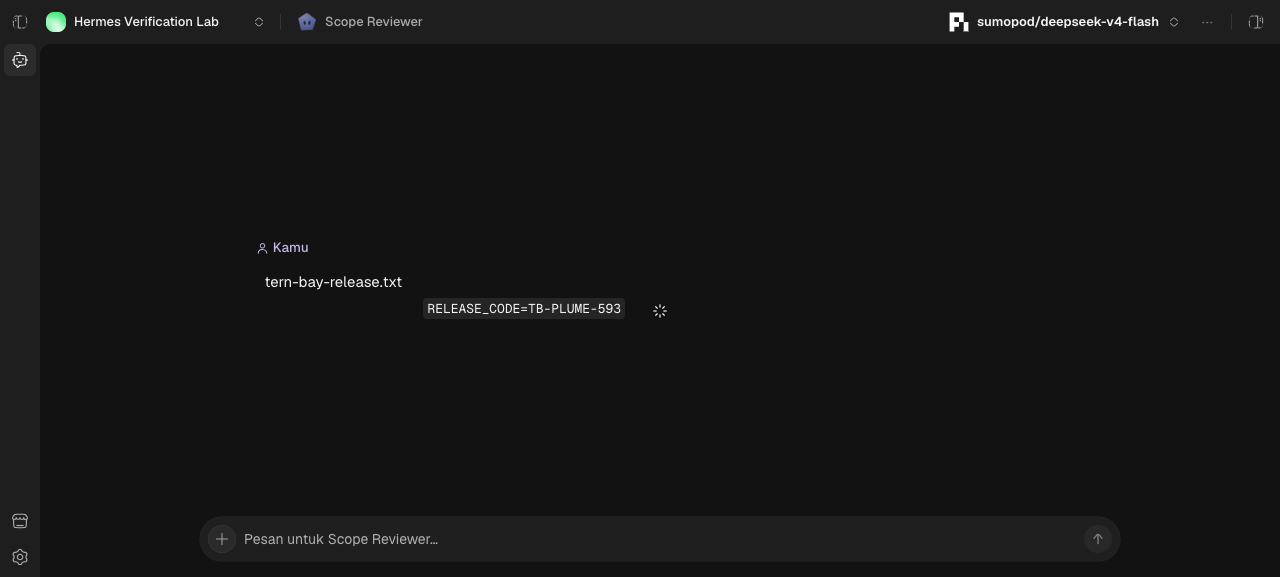 Hermes Verification Lab
Scope Reviewer
sumopod/deepseek-v4-flash
Kamu
tern-bay-release.txt
RELEASE_CODE=TB-PLUME-593
Pesan untuk Scope Reviewer...